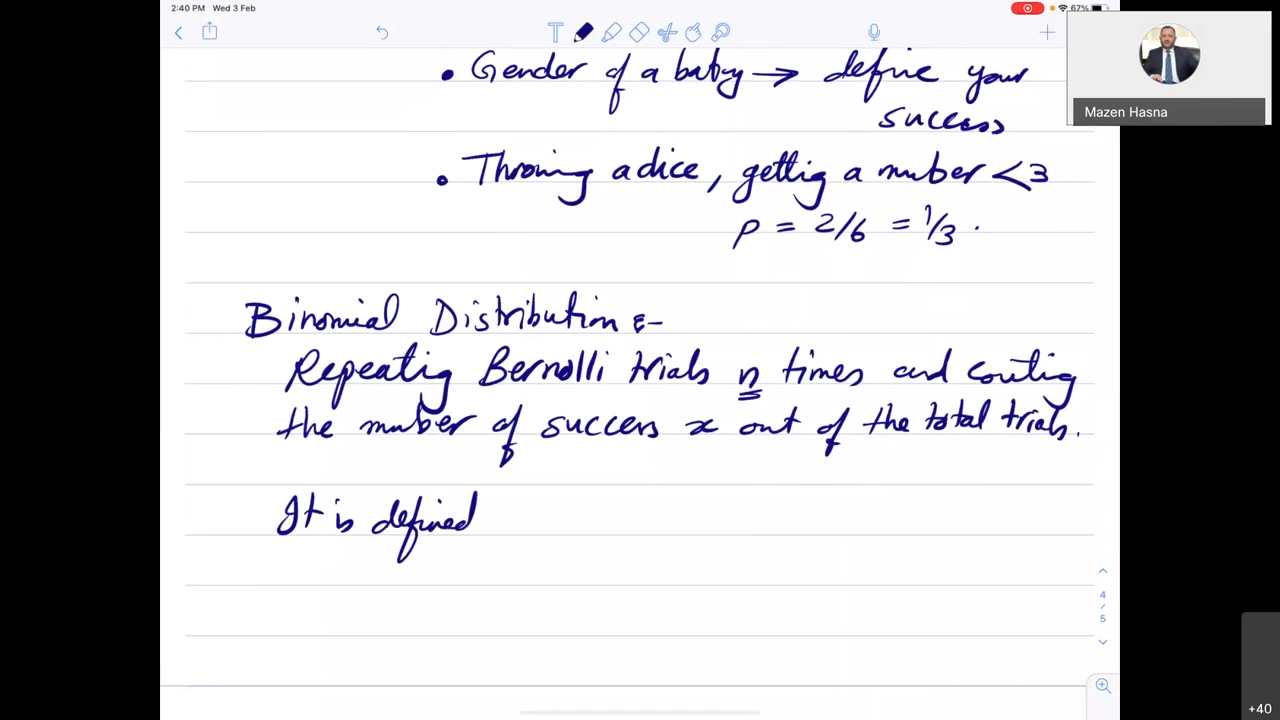 2:40 PM Wed 3 Feb
67%
• Gender of a baby → define your
success
Mazen Hasna
• Throwing a dice, getting a number < 3
P = 2/6 = 1/3 .
Binomial Distribution :-
Repeating Bernolli trials n times and couting
the number of success x out of the total trials.
It is defined
4
/
5
+40